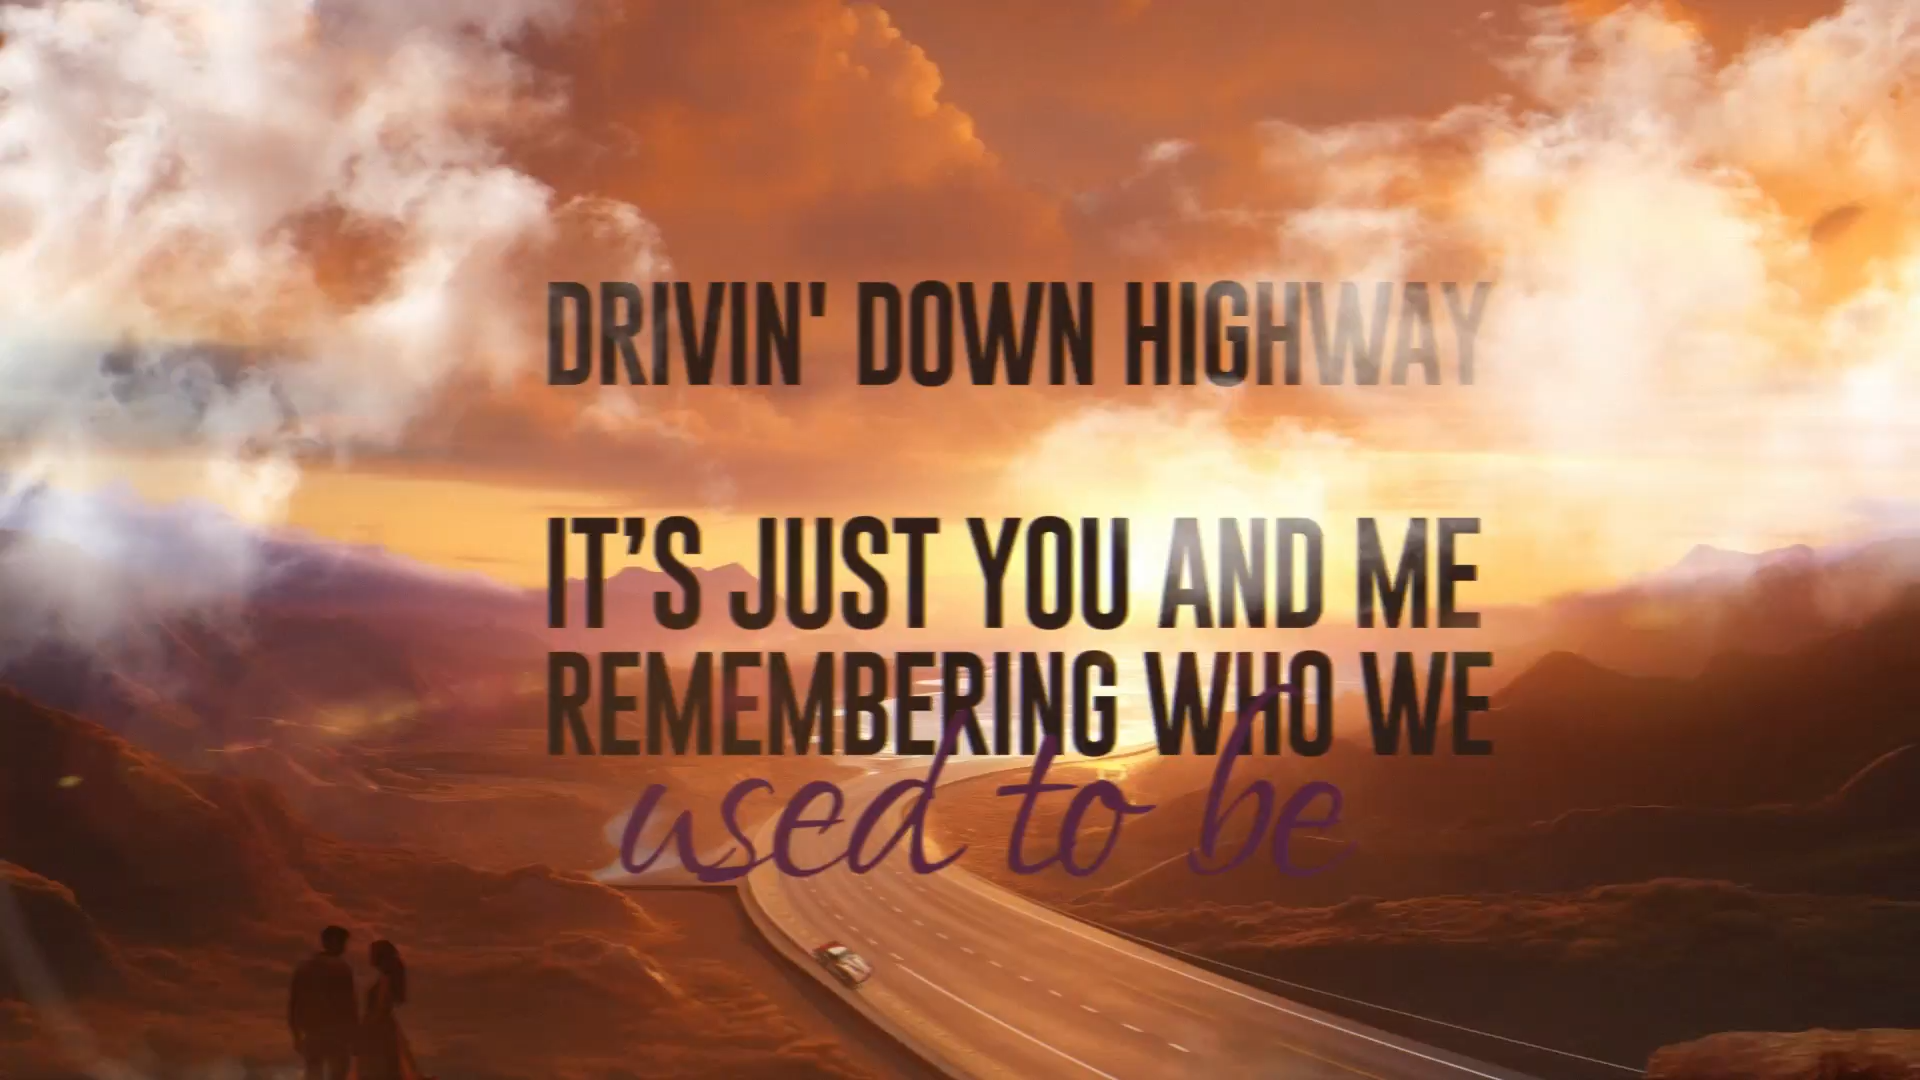 DRIVIN' DOWN HIGHWAY
IT’S JUST YOU AND ME
REMEMBERING WHO WE
used to be